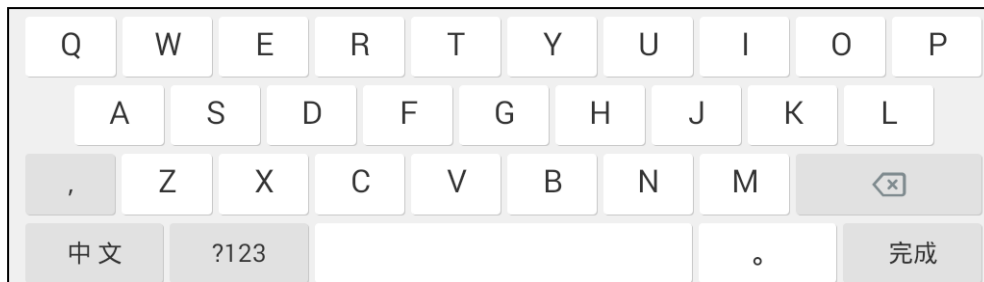 Q W E R T Y U I O P
A S D F G H J K L
, Z X C V B N M
中文 ?123 。 完成